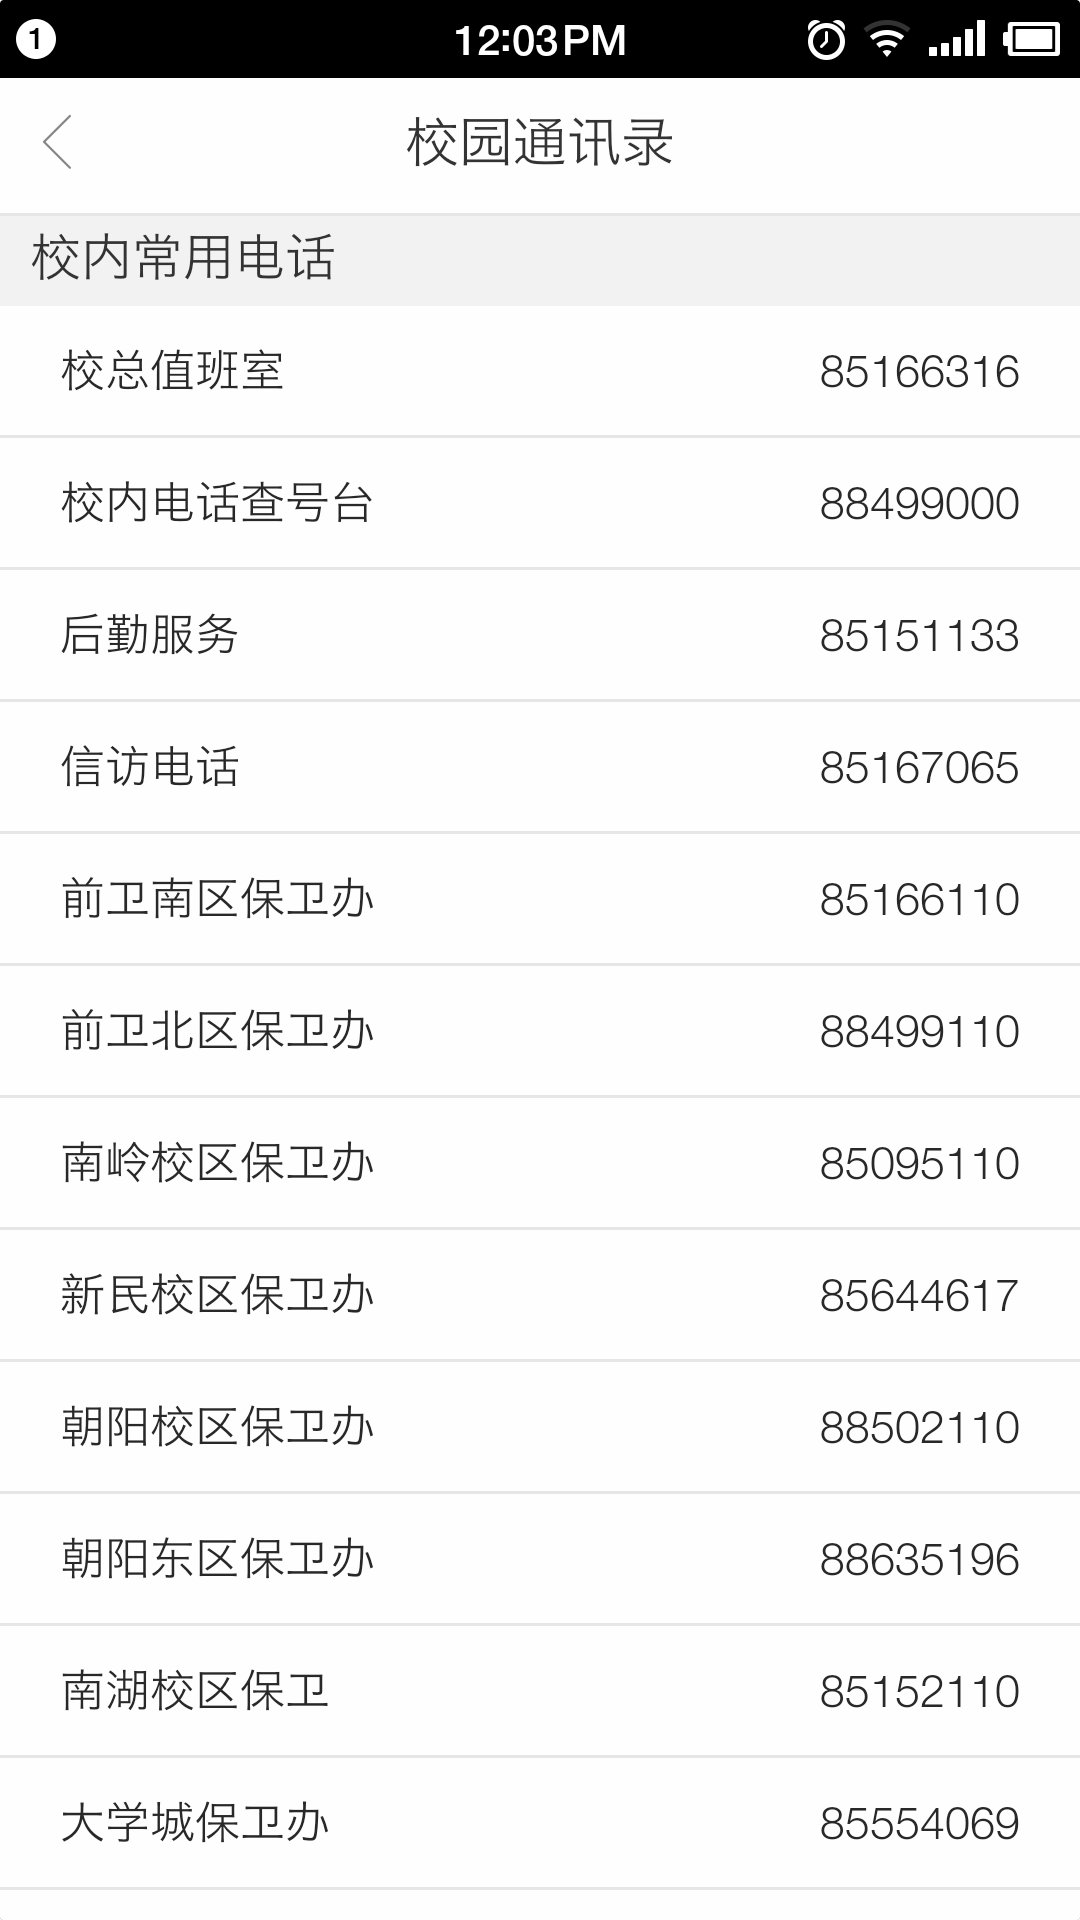 1 12:03PM
校园通讯录
校内常用电话
校总值班室 85166316
校内电话查号台 88499000
后勤服务 85151133
信访电话 85167065
前卫南区保卫办 85166110
前卫北区保卫办 88499110
南岭校区保卫办 85095110
新民校区保卫办 85644617
朝阳校区保卫办 88502110
朝阳东区保卫办 88635196
南湖校区保卫 85152110
大学城保卫办 85554069